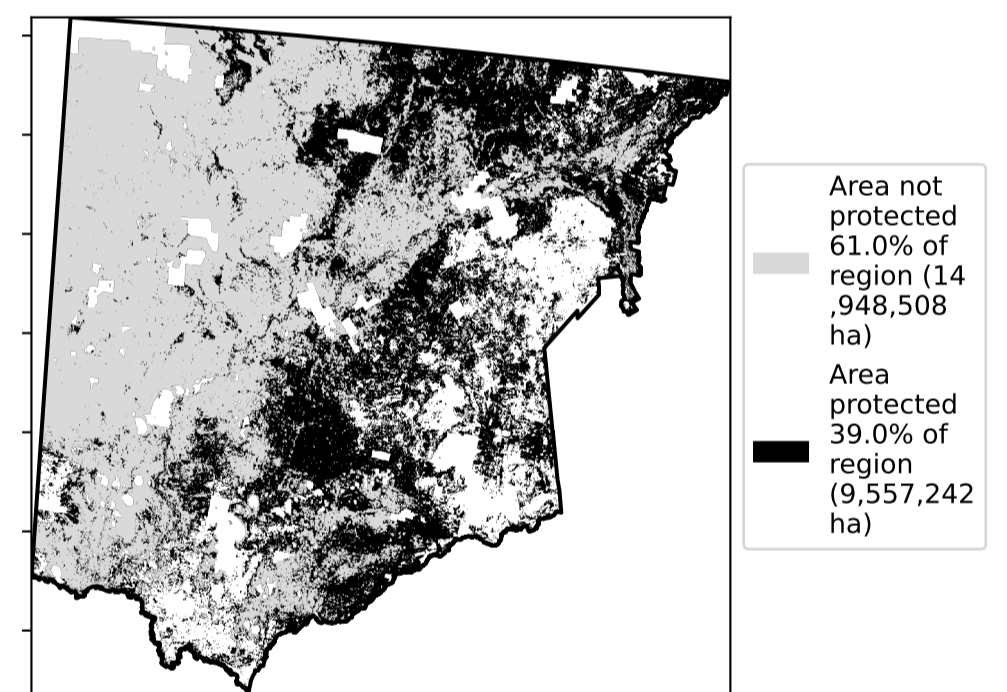 Area not
protected
61.0% of
region (14
,948,508
ha)
Area
protected
39.0% of
region
(9,557,242
ha)